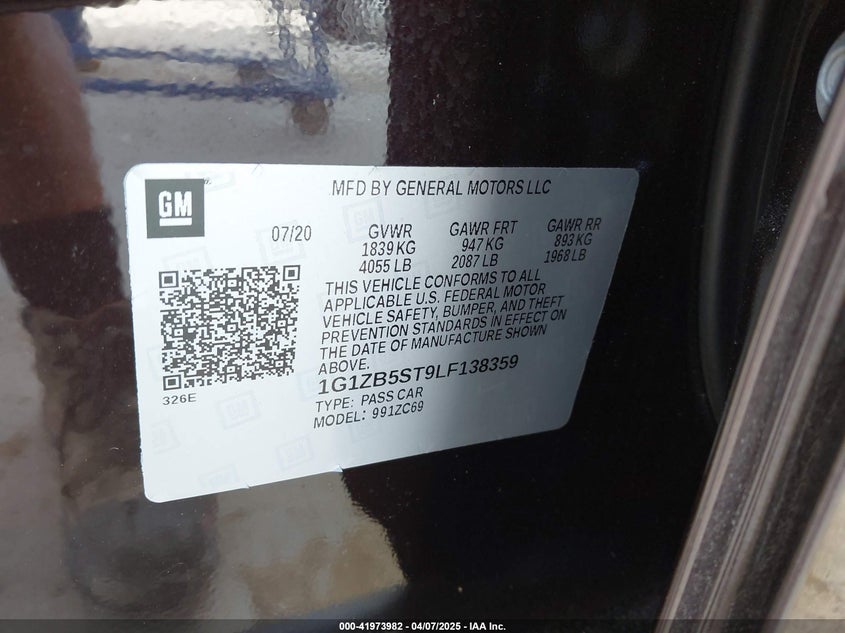 GM
MFD BY GENERAL MOTORS LLC
07/20 GVWR GAWR FRT GAWR RR
1839 KG 947 KG 893 KG
4055 LB 2087 LB 1968 LB
THIS VEHICLE CONFORMS TO ALL
APPLICABLE U.S. FEDERAL MOTOR
VEHICLE SAFETY, BUMPER, AND THEFT
PREVENTION STANDARDS IN EFFECT ON
THE DATE OF MANUFACTURE SHOWN
ABOVE.
1G1ZB5ST9LF138359
326E
TYPE: PASS CAR
MODEL: 991ZC69
000-41973982 - 04/07/2025 - IAA Inc.